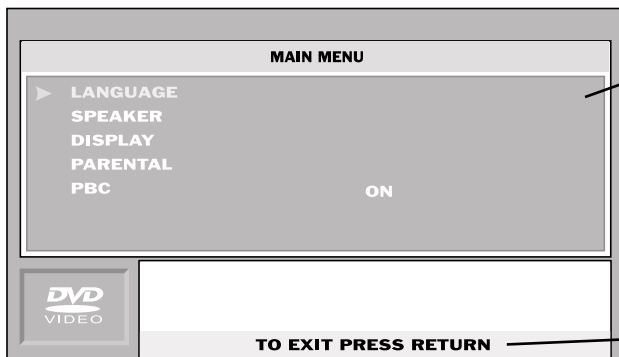 MAIN MENU
LANGUAGE
SPEAKER
DISPLAY
PARENTAL
PBC ON
DVD
VIDEO
TO EXIT PRESS RETURN